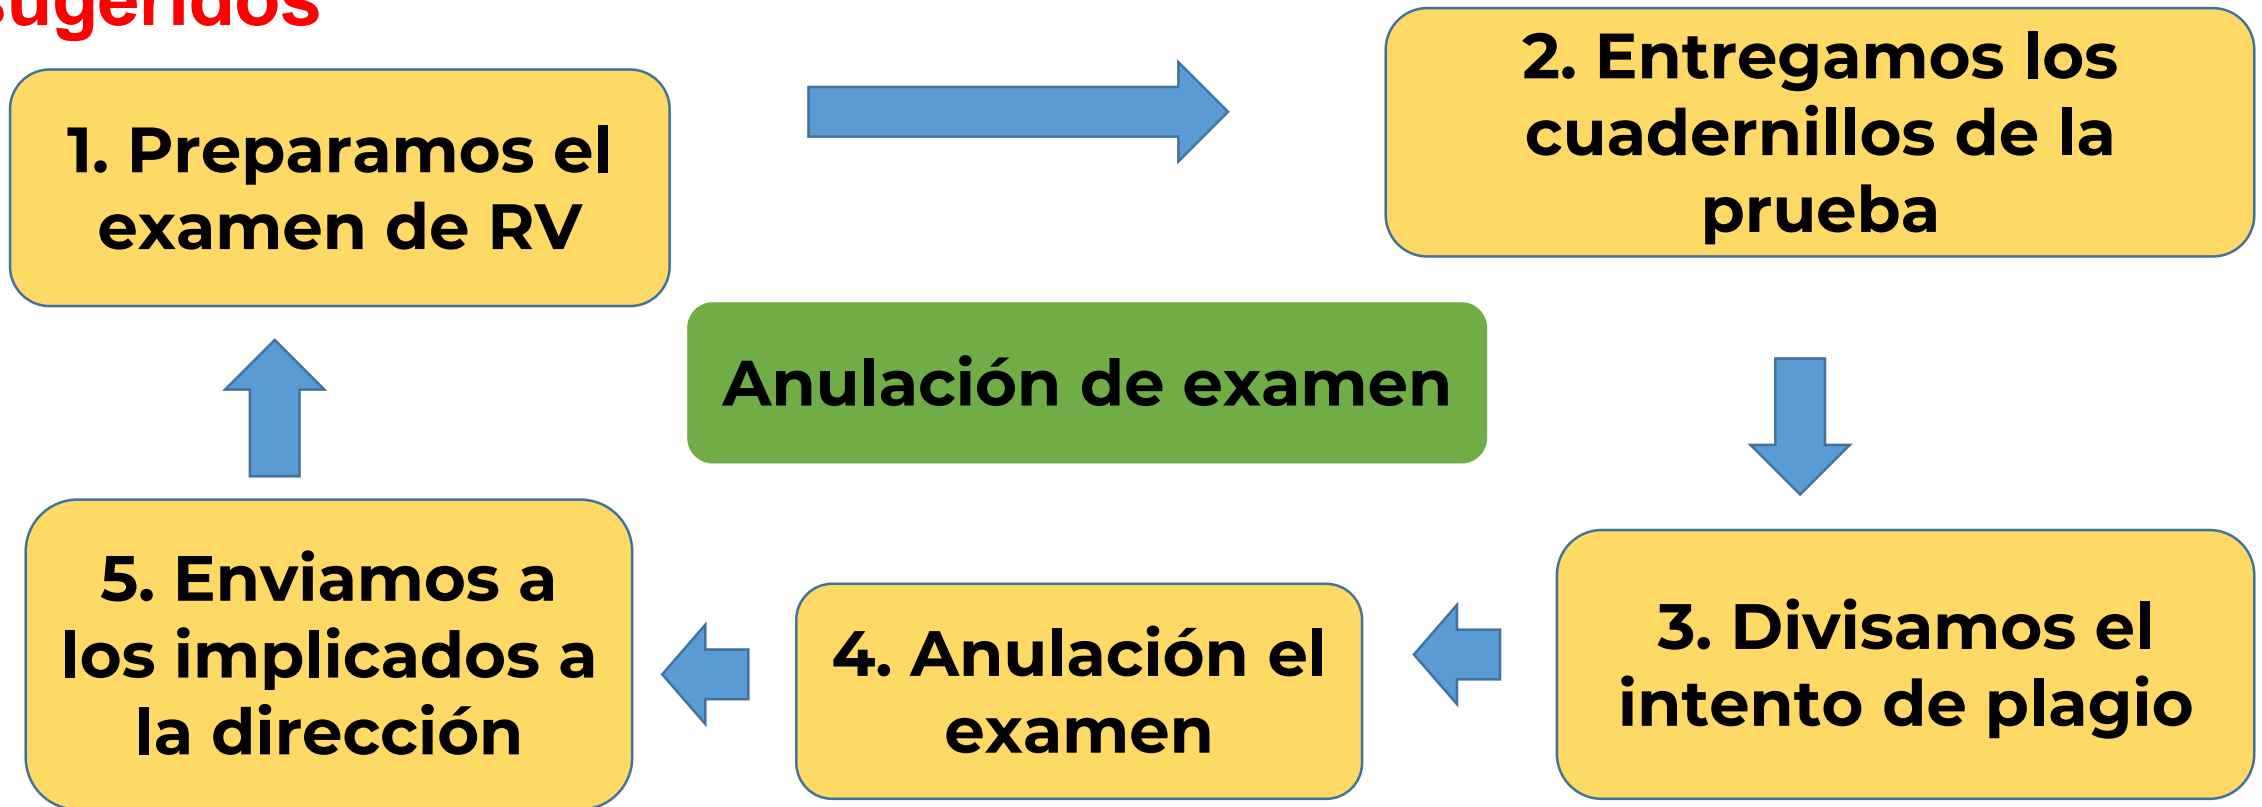 sugeridos
1. Preparamos el
examen de RV
2. Entregamos los
cuadernillos de la
prueba
Anulación de examen
3. Divisamos el
intento de plagio
4. Anulación el
examen
5. Enviamos a
los implicados a
la dirección